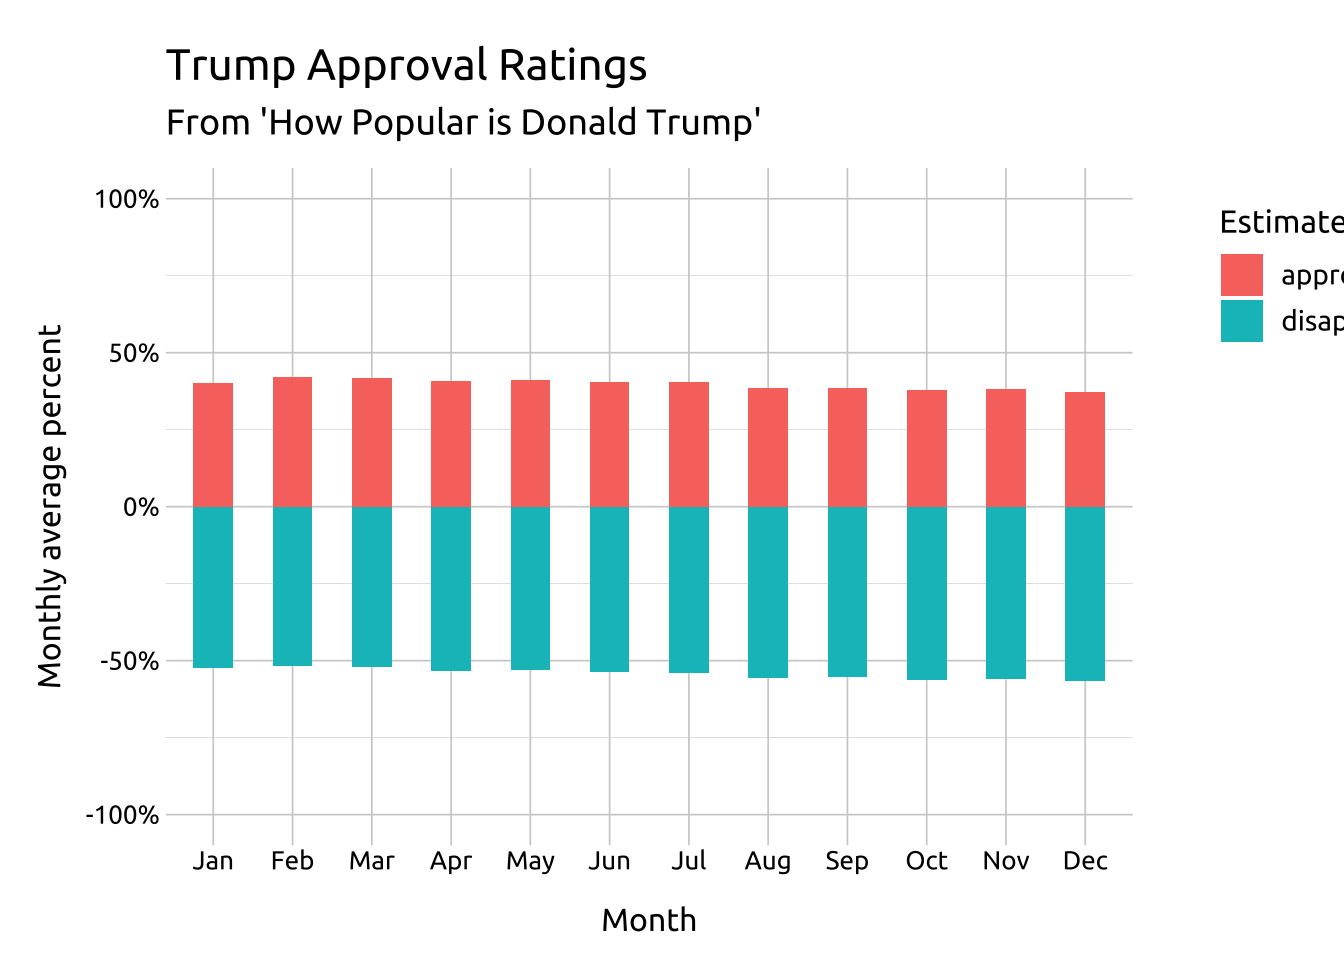 Trump Approval Ratings
From 'How Popular is Donald Trump'
Monthly average percent
100%
50%
0%
-50%
-100%
Jan Feb Mar Apr May Jun Jul Aug Sep Oct Nov Dec
Month
Estimate